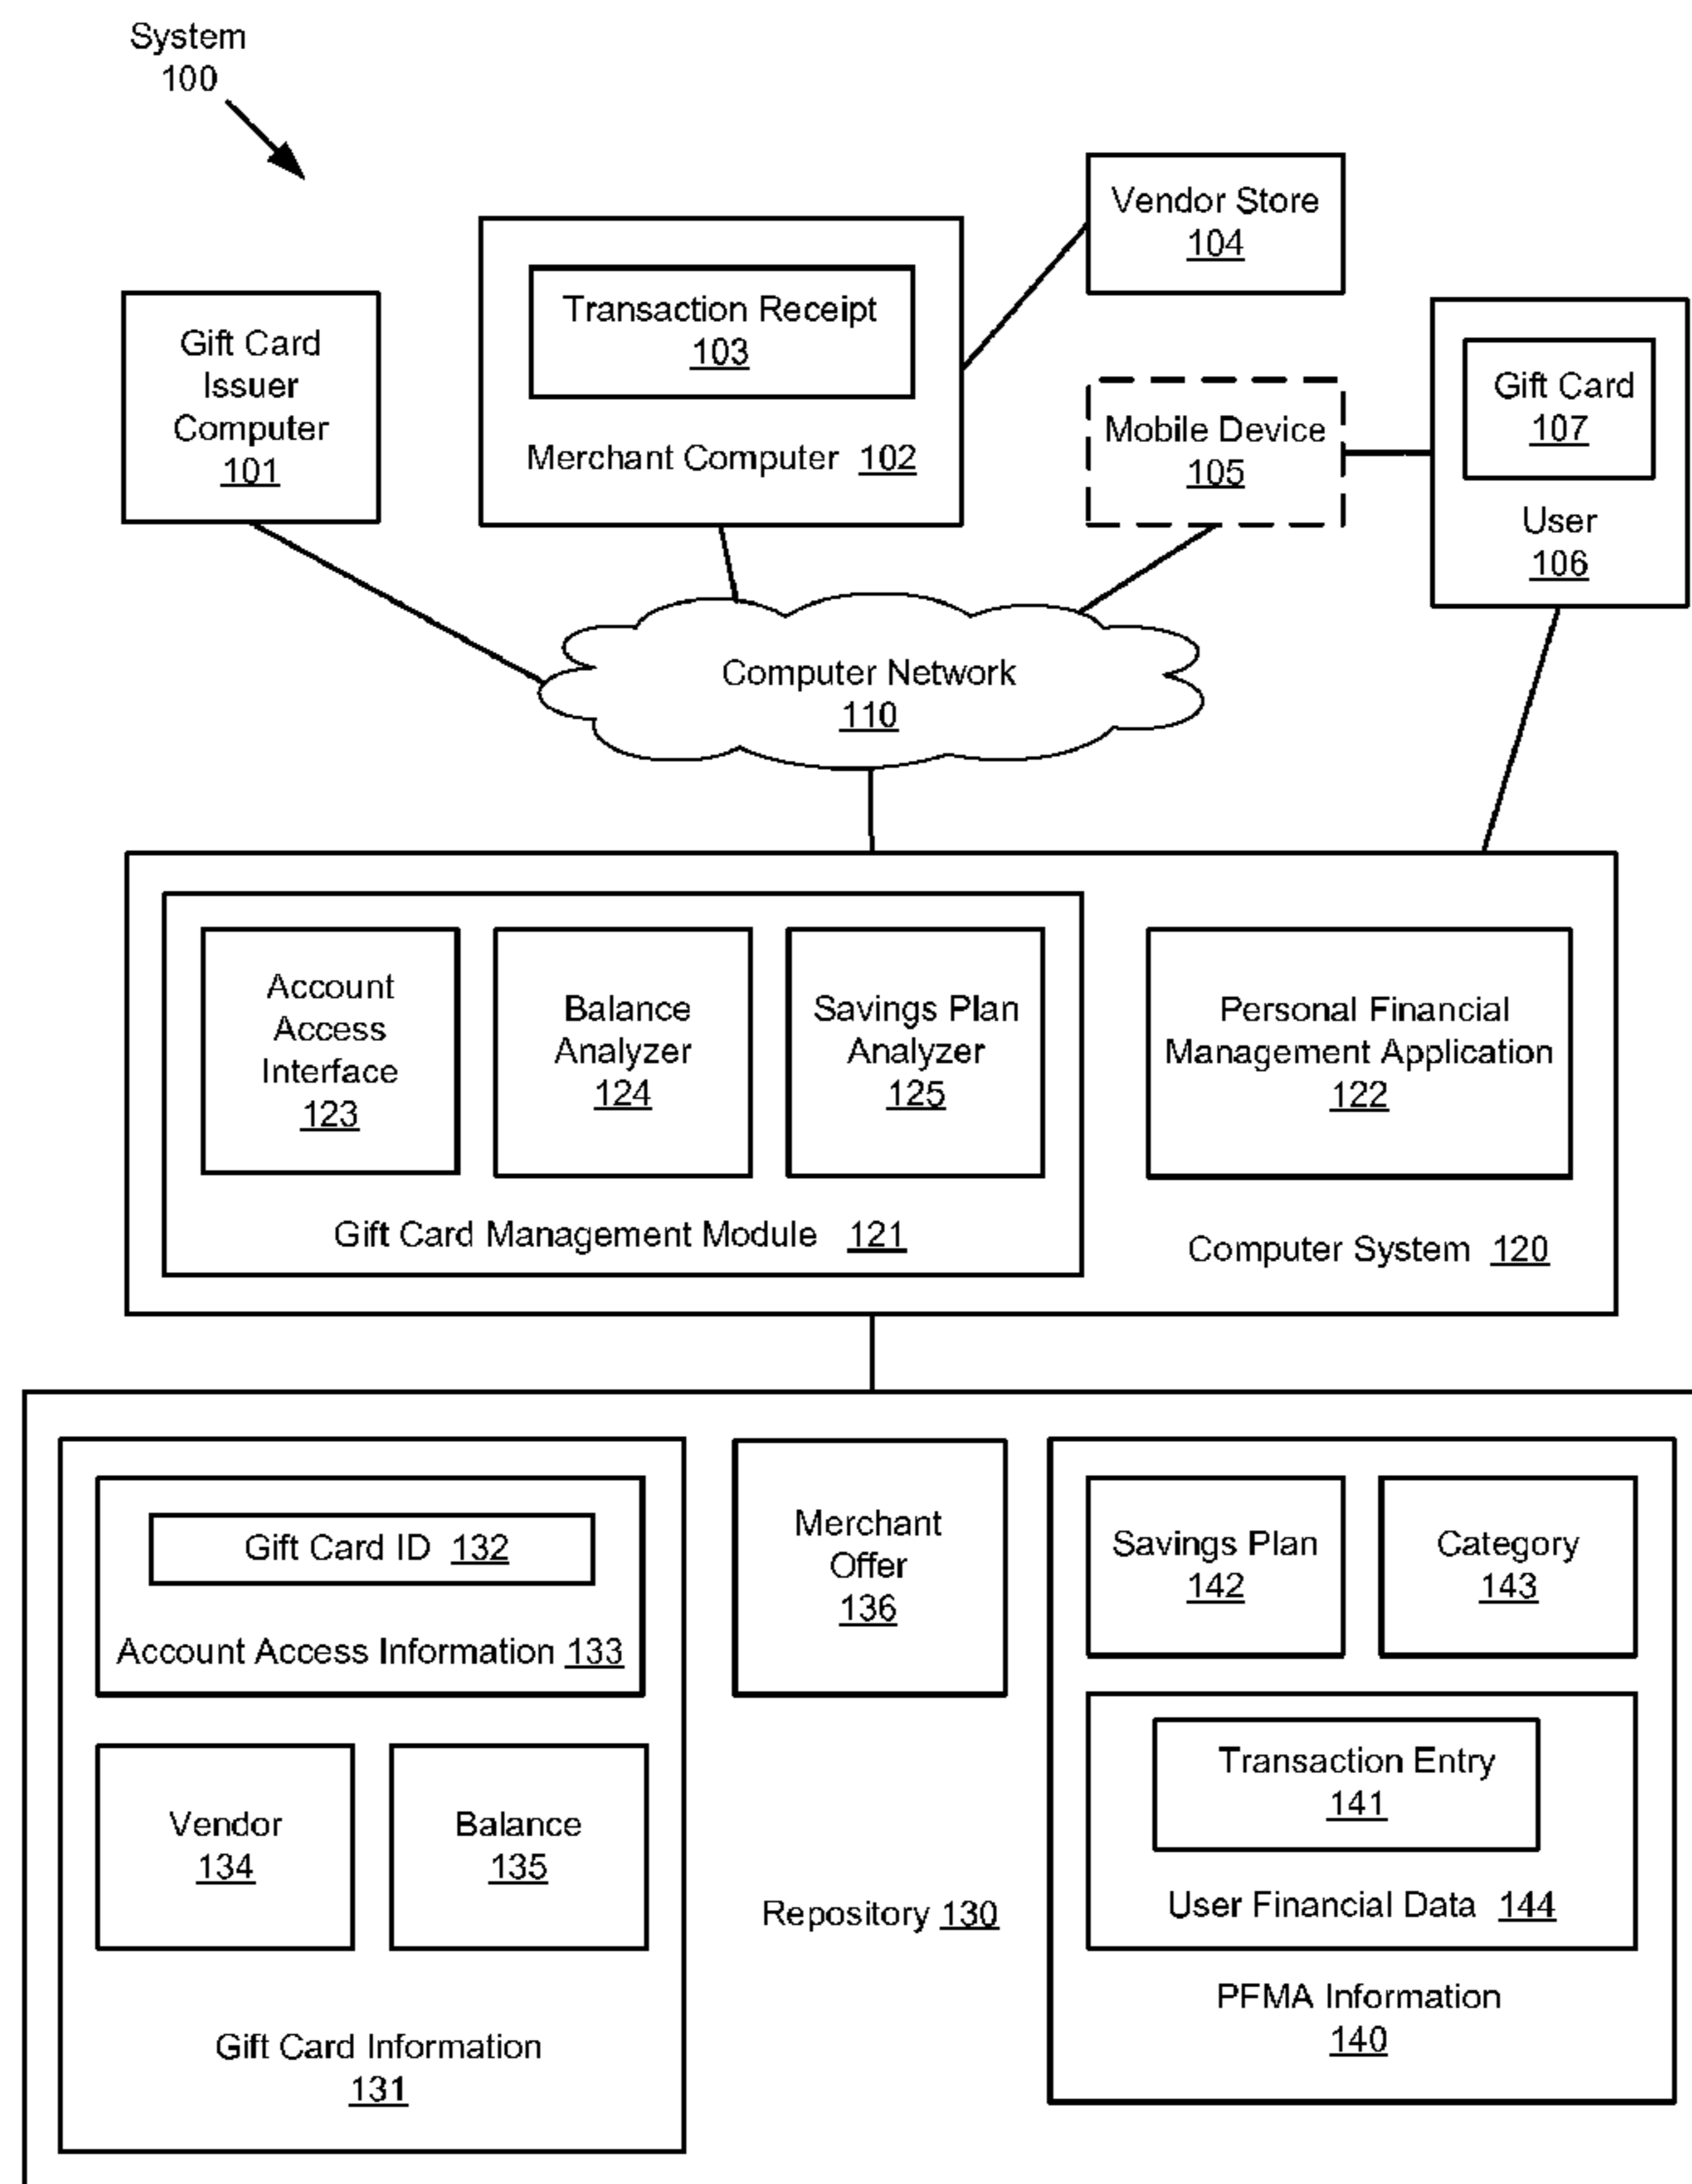 System
100
Vendor Store
104
Transaction Receipt
103
Merchant Computer 102
Gift Card
Issuer
Computer
101
Mobile Device
105
Gift Card
107
User
106
Computer Network
110
Account
Access
Interface
123
Balance
Analyzer
124
Savings Plan
Analyzer
125
Gift Card Management Module 121
Personal Financial
Management Application
122
Computer System 120
Gift Card ID 132
Account Access Information 133
Vendor
134
Balance
135
Gift Card Information
131
Merchant
Offer
136
Repository 130
Savings Plan
142
Category
143
Transaction Entry
141
User Financial Data 144
PFMA Information
140